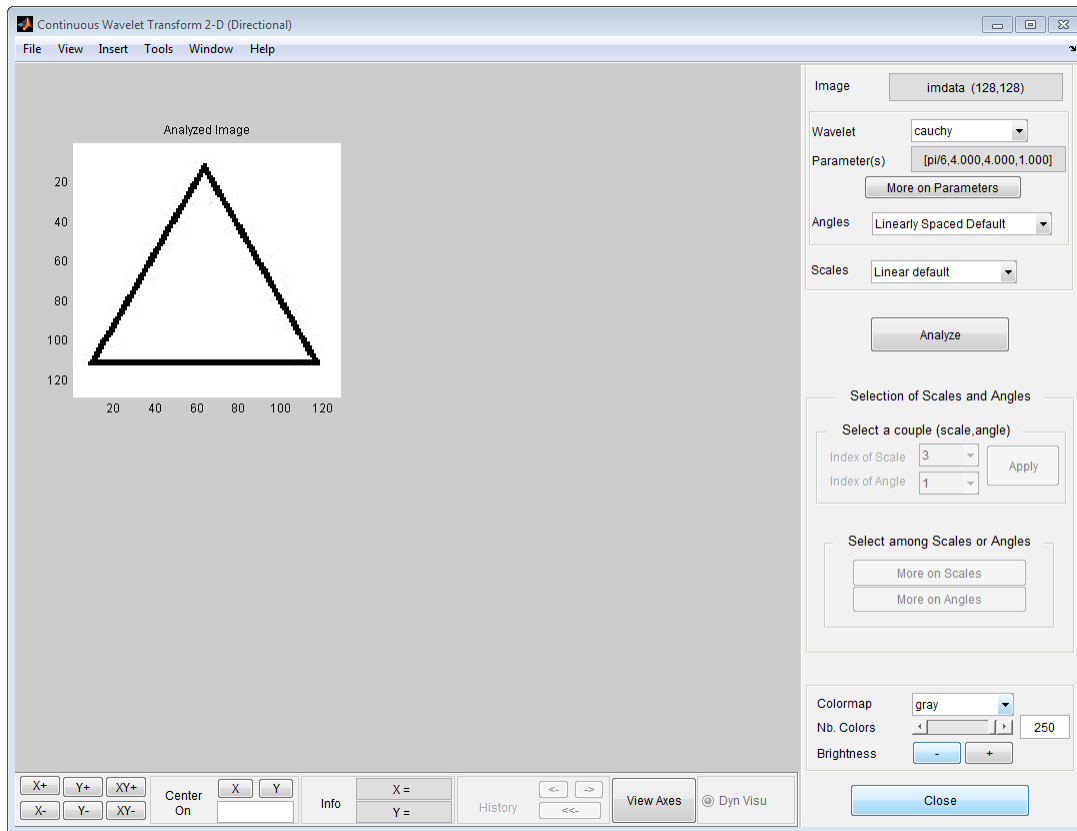 Continuous Wavelet Transform 2-D (Directional)
File View Insert Tools Window Help
Analyzed Image
20
40
60
80
100
120
20 40 60 80 100 120
Image imdata (128,128)
Wavelet cauchy
Parameter(s) [pi/6,4.000,4.000,1.000]
More on Parameters
Angles Linearly Spaced Default
Scales Linear default
Analyze
Selection of Scales and Angles
Select a couple (scale,angle)
Index of Scale 3
Index of Angle 1
Apply
Select among Scales or Angles
More on Scales
More on Angles
Colormap gray
Nb. Colors 250
Brightness - +
Close
X+ Y+ XY+
X- Y- XY-
Center On
X Y
Info
X =
Y =
History
<- ->
<<-
View Axes
Dyn Visu